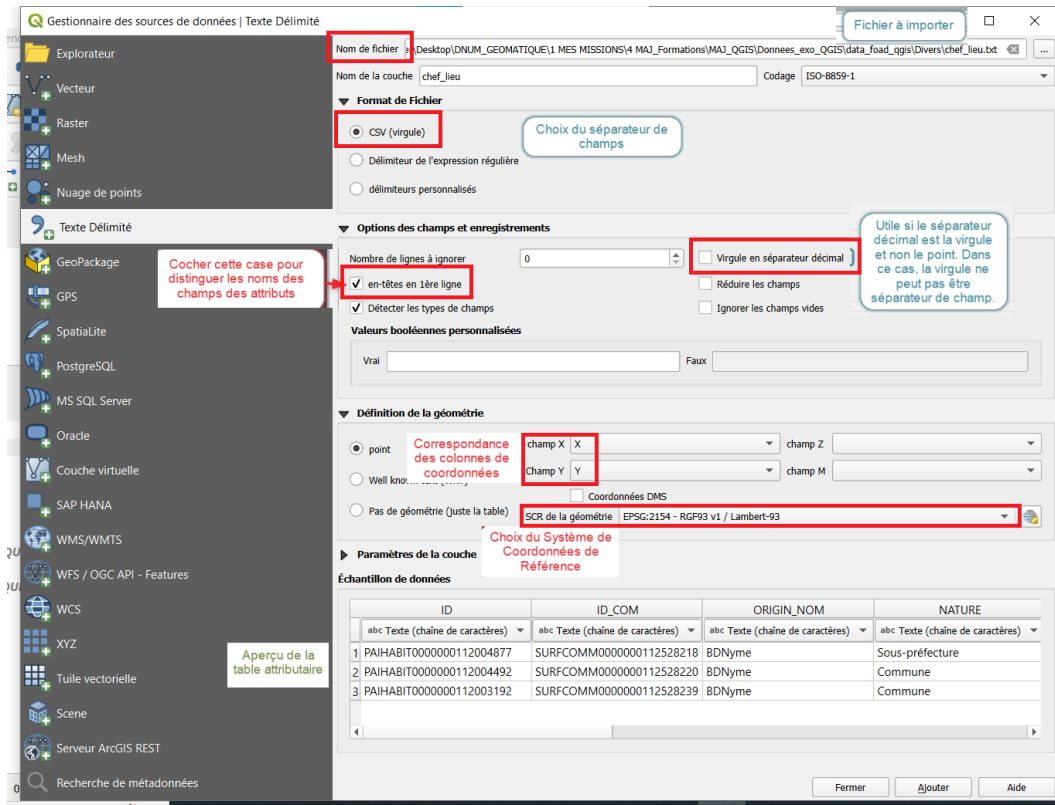 Gestionnaire des sources de données | Texte Délimité
Fichier à importer
Explorateur
Vecteur
Raster
Mesh
Nuage de points
Texte Délimité
GeoPackage
GPS
SpatiaLite
PostgreSQL
MS SQL Server
Oracle
Couche virtuelle
SAP HANA
WMS/WMTS
WFS / OGC API - Features
WCS
XYZ
Tuile vectorielle
Scene
Serveur ArcGIS REST
Recherche de métadonnées
Cocher cette case pour
distinguer les noms des
champs des attributs
Aperçu de la
table attributaire
Nom de fichier \Desktop\DNUM_GEOMATIQUE\1 MES MISSIONS\4 MAJ_Formations\MAJ_QGIS\Donnees_exo_QGIS\data_foad_qgis\Divers\chef_lieu.txt ...
Nom de la couche chef_lieu Codage ISO-8859-1
Format de Fichier
CSV (virgule)
Choix du séparateur de
champs
Délimiteur de l'expression régulière
délimiteurs personnalisés
Options des champs et enregistrements
Nombre de lignes à ignorer 0 Virgule en séparateur décimal
en-têtes en 1ère ligne Réduire les champs
Détecter les types de champs Ignorer les champs vides
Utile si le séparateur
décimal est la virgule
et non le point. Dans
ce cas, la virgule ne
peut pas être
séparateur de champ.
Valeurs booléennes personnalisées
Vrai Faux
Définition de la géométrie
point champ X X champ Z
Correspondance
des colonnes de
coordonnées
Well Champ Y Y champ M
Coordonnées DMS
Pas de géométrie (juste la table) SCR de la géométrie EPSG:2154 - RGF93 v1 / Lambert-93
Choix du Système de
Coordonnées de
Référence
Paramètres de la couche
Échantillon de données
ID ID_COM ORIGIN_NOM NATURE
abc Texte (chaîne de caractères) abc Texte (chaîne de caractères) abc Texte (chaîne de caractères) abc Texte (chaîne de caractères)
1 PAIHABIT0000000112004877 SURFCOMM0000000112528218 BDNyme Sous-préfecture
2 PAIHABIT0000000112004492 SURFCOMM0000000112528220 BDNyme Commune
3 PAIHABIT0000000112003192 SURFCOMM0000000112528239 BDNyme Commune
Fermer Ajouter Aide